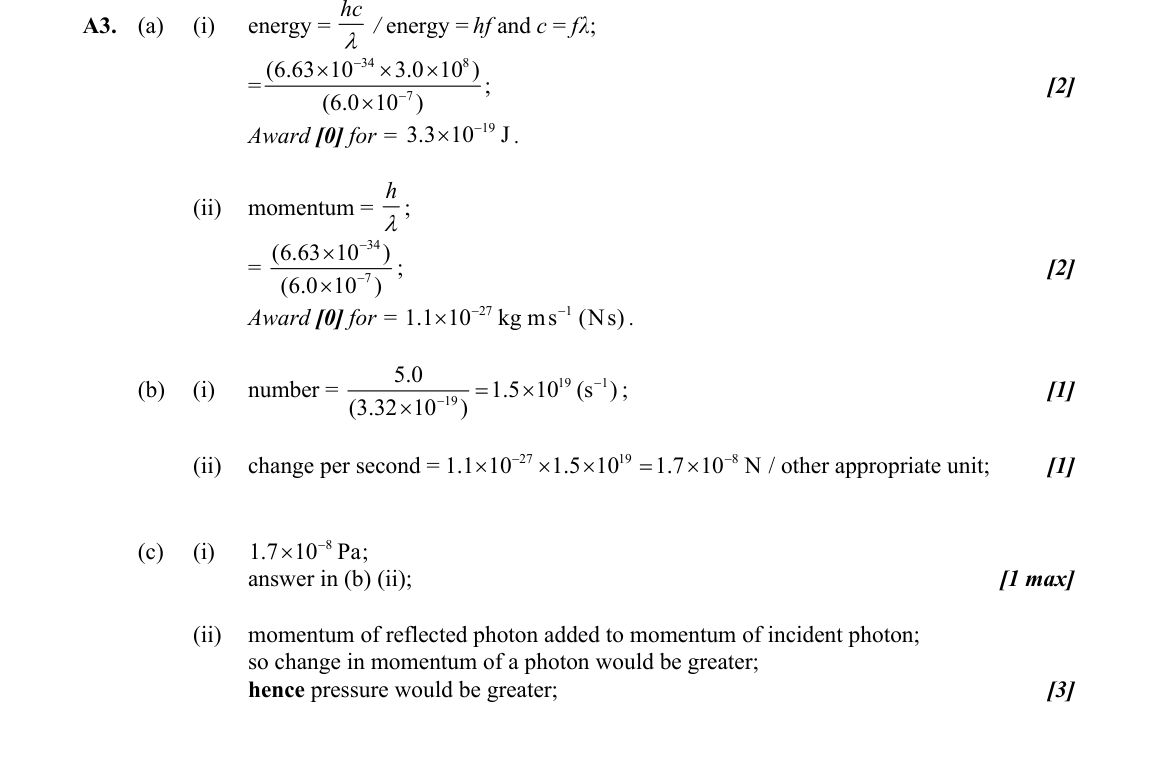 A3. (a) (i) energy = hc/λ / energy = hf and c = fλ;
= (6.63×10⁻³⁴ ×3.0×10⁸) / (6.0×10⁻⁷) ; [2]
Award [0] for = 3.3×10⁻¹⁹ J.
(ii) momentum = h/λ ;
= (6.63×10⁻³⁴) / (6.0×10⁻⁷) ; [2]
Award [0] for = 1.1×10⁻²⁷ kg ms⁻¹ (Ns).
(b) (i) number = 5.0 / (3.32×10⁻¹⁹) = 1.5×10¹⁹ (s⁻¹) ; [1]
(ii) change per second = 1.1×10⁻²⁷ ×1.5×10¹⁹ = 1.7×10⁻⁸ N / other appropriate unit; [1]
(c) (i) 1.7×10⁻⁸ Pa;
answer in (b) (ii); [1 max]
(ii) momentum of reflected photon added to momentum of incident photon;
so change in momentum of a photon would be greater;
hence pressure would be greater; [3]